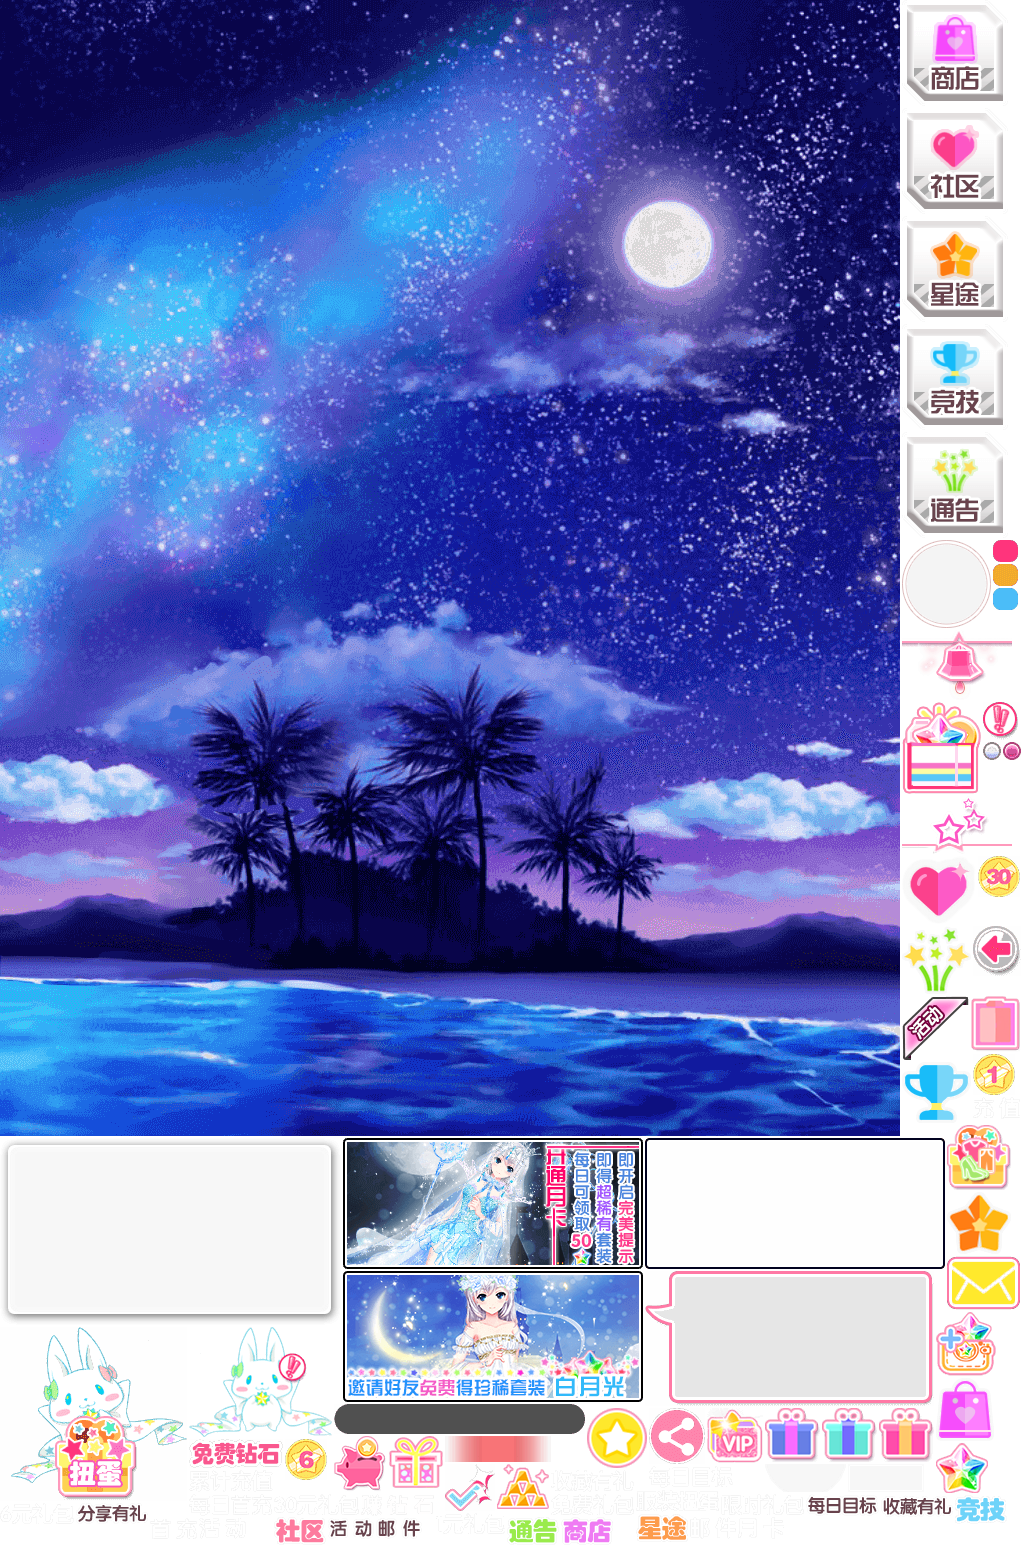 商店
社区
星途
竞技
通告
30
活动
1
开通月卡
每日可领取50
即得超稀有套装
即开启完美提示
邀请好友免费得珍稀套装
白月光
免费钻石
6
VIP
扭蛋
分享有礼
社区
活动邮件
通告
商店
星途
每日目标
收藏有礼
竞技